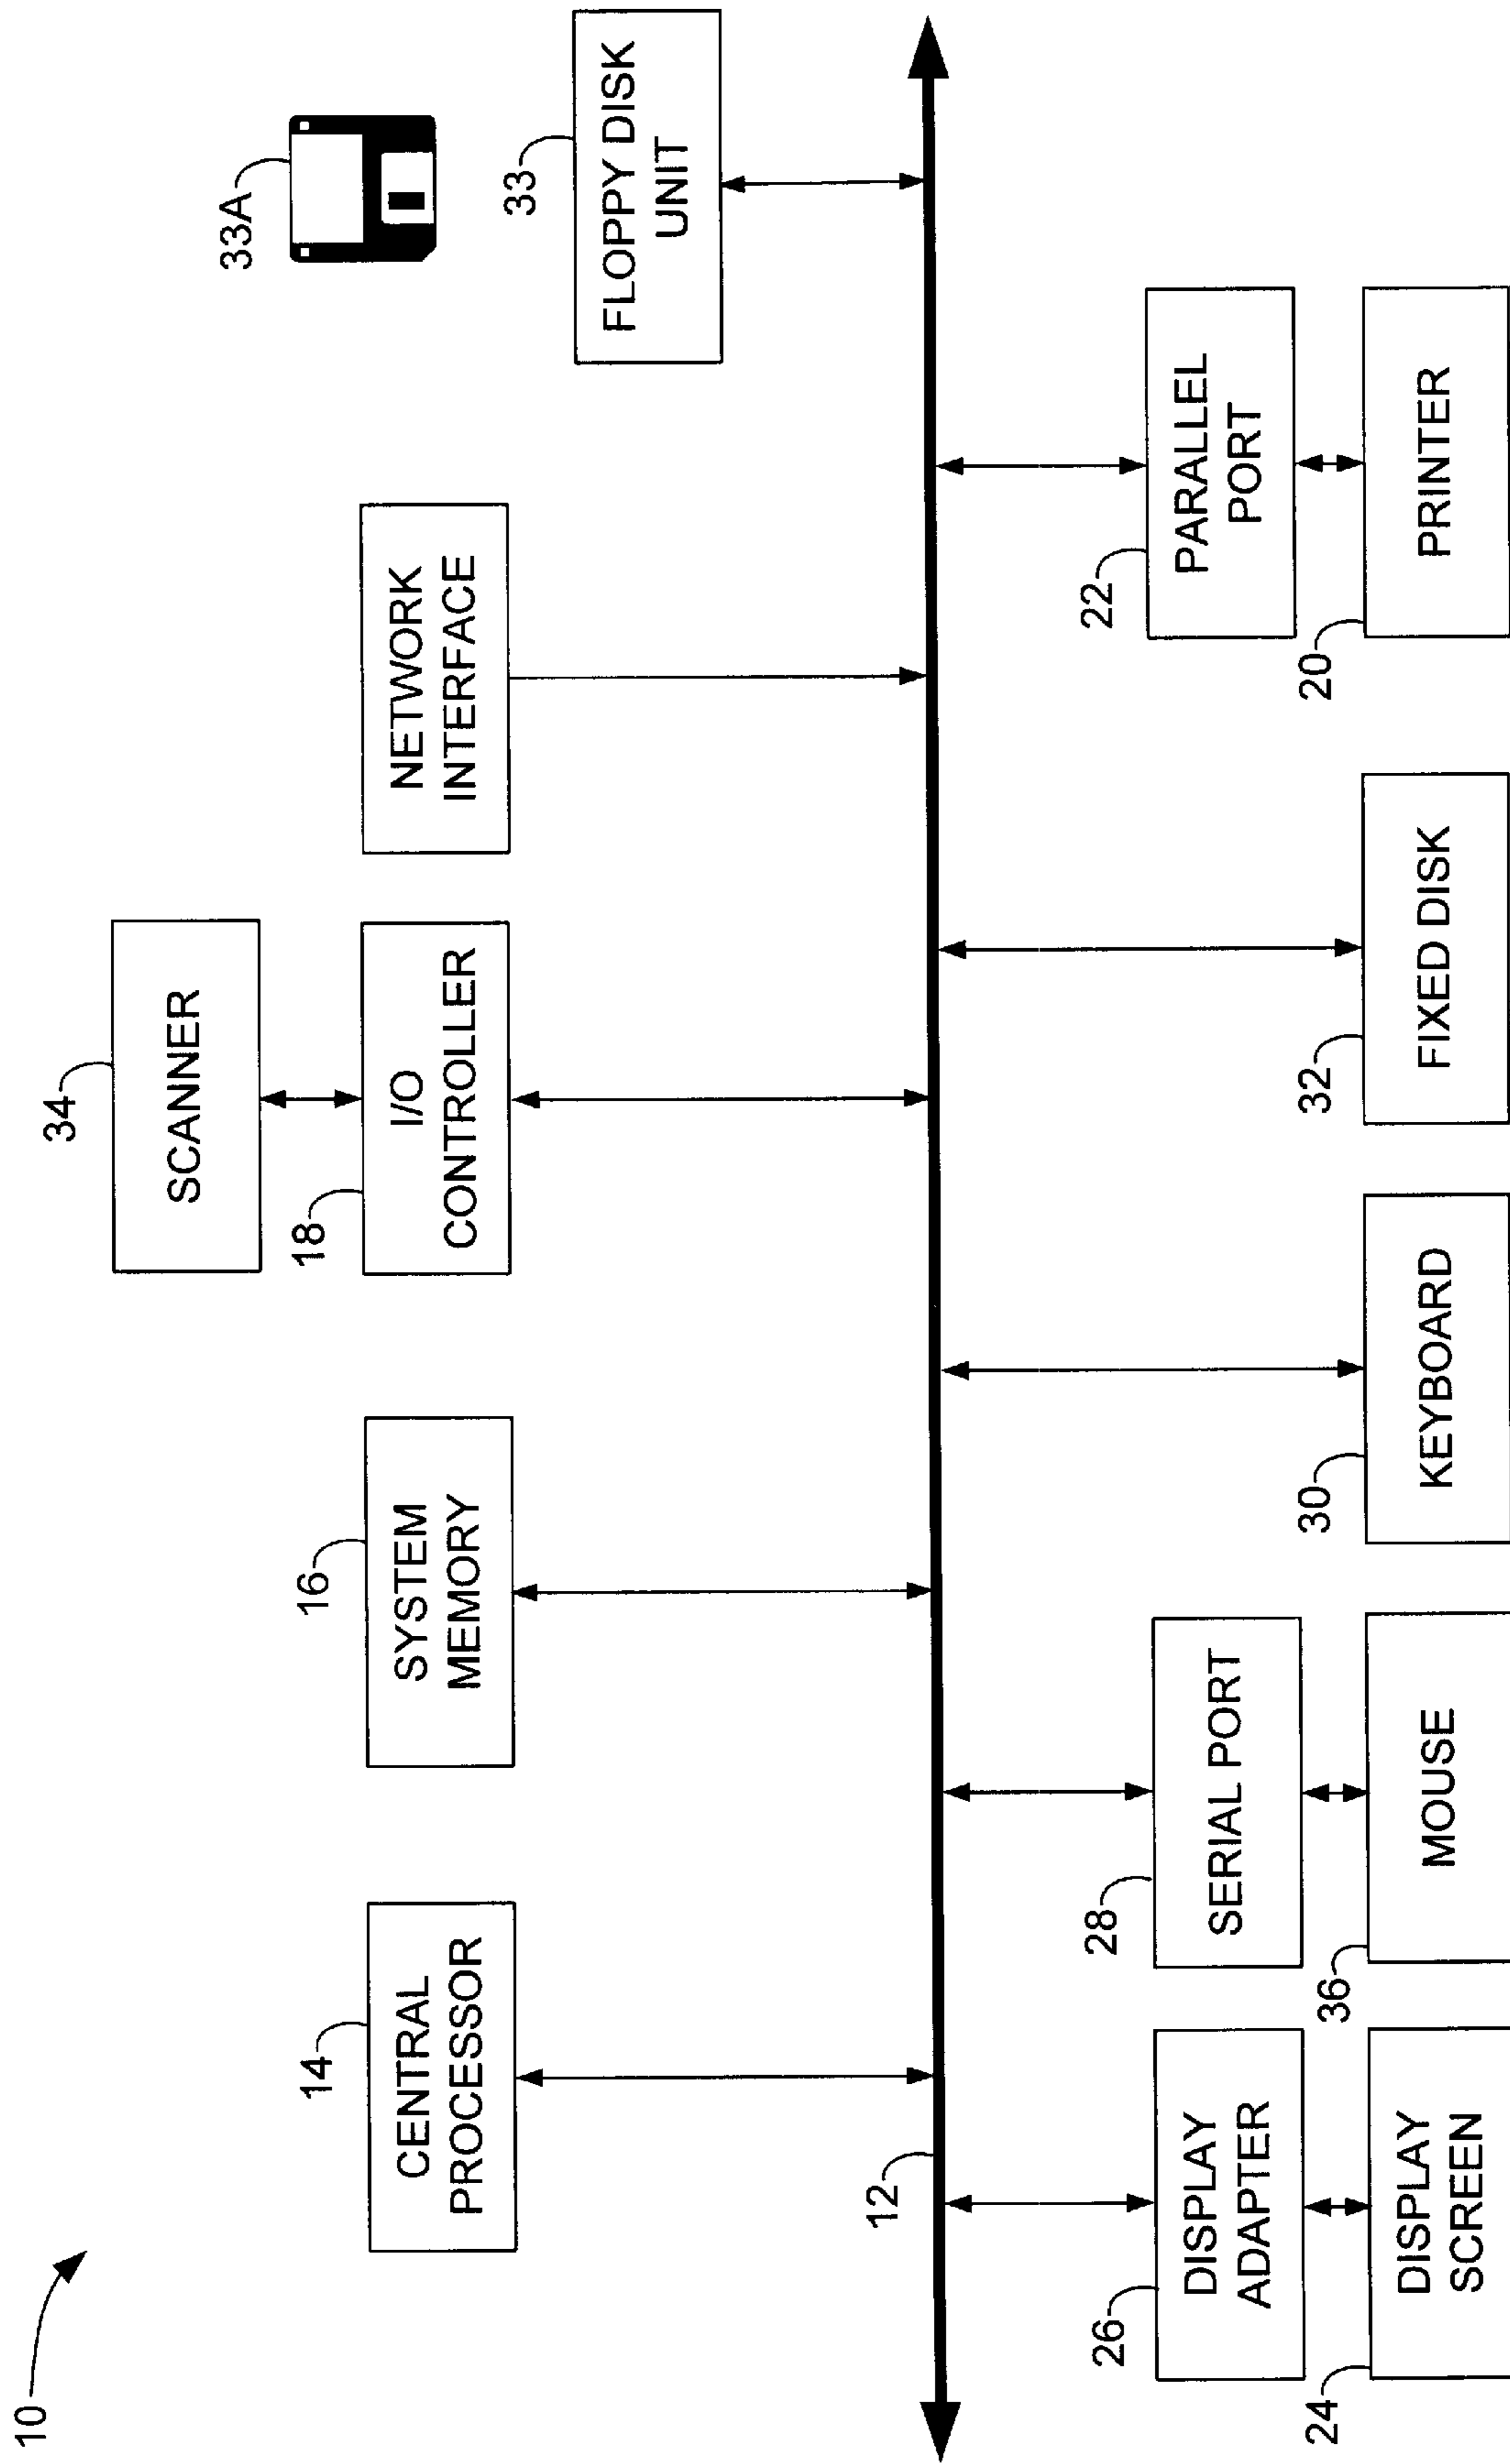 10
34
SCANNER
33A
14
CENTRAL
PROCESSOR
16
SYSTEM
MEMORY
18
I/O
CONTROLLER
NETWORK
INTERFACE
33
FLOPPY DISK
UNIT
12
26
DISPLAY
ADAPTER
28
SERIAL PORT
22
PARALLEL
PORT
24
DISPLAY
SCREEN
36
MOUSE
30
KEYBOARD
32
FIXED DISK
20
PRINTER